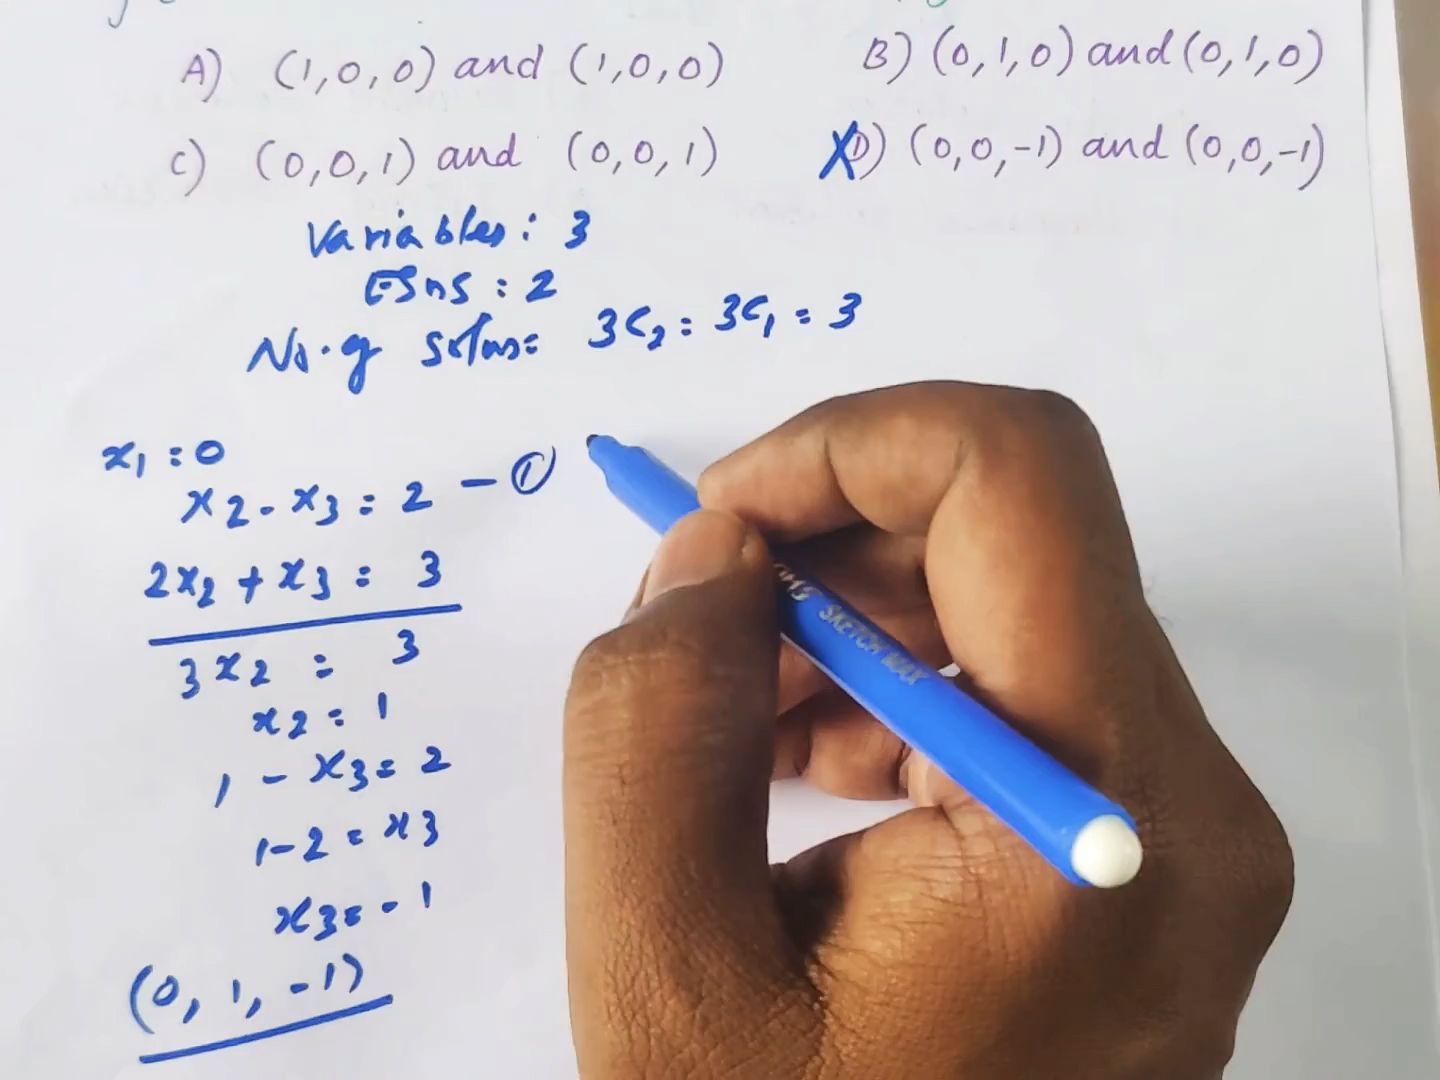 A) (1,0,0) and (1,0,0) B) (0,1,0) and (0,1,0)
C) (0,0,1) and (0,0,1) X D) (0,0,-1) and (0,0,-1)
Variables: 3
Eqns: 2
No. of solns= 3C2 = 3C1 = 3
x1 = 0
x2 - x3 = 2 - ①
2x2 + x3 = 3
3x2 = 3
x2 = 1
1 - x3 = 2
1-2 = x3
x3 = -1
(0, 1, -1)
SKETCH MAX